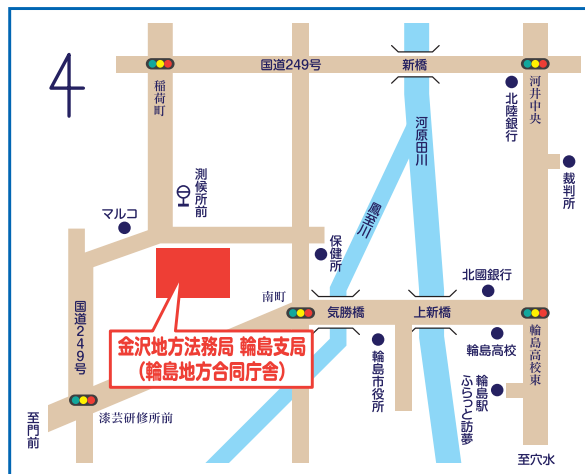 国道249号
新橋
稲荷町
河井中央
北陸銀行
河原田川
裁判所
測候所前
マルコ
鳳至川
保健所
北國銀行
南町
気勝橋
上新橋
国道249号
金沢地方法務局 輪島支局
(輪島地方合同庁舎)
輪島市役所
輪島高校
輪島高校東
輪島駅
ふらっと訪夢
漆芸研修所前
至門前
至穴水